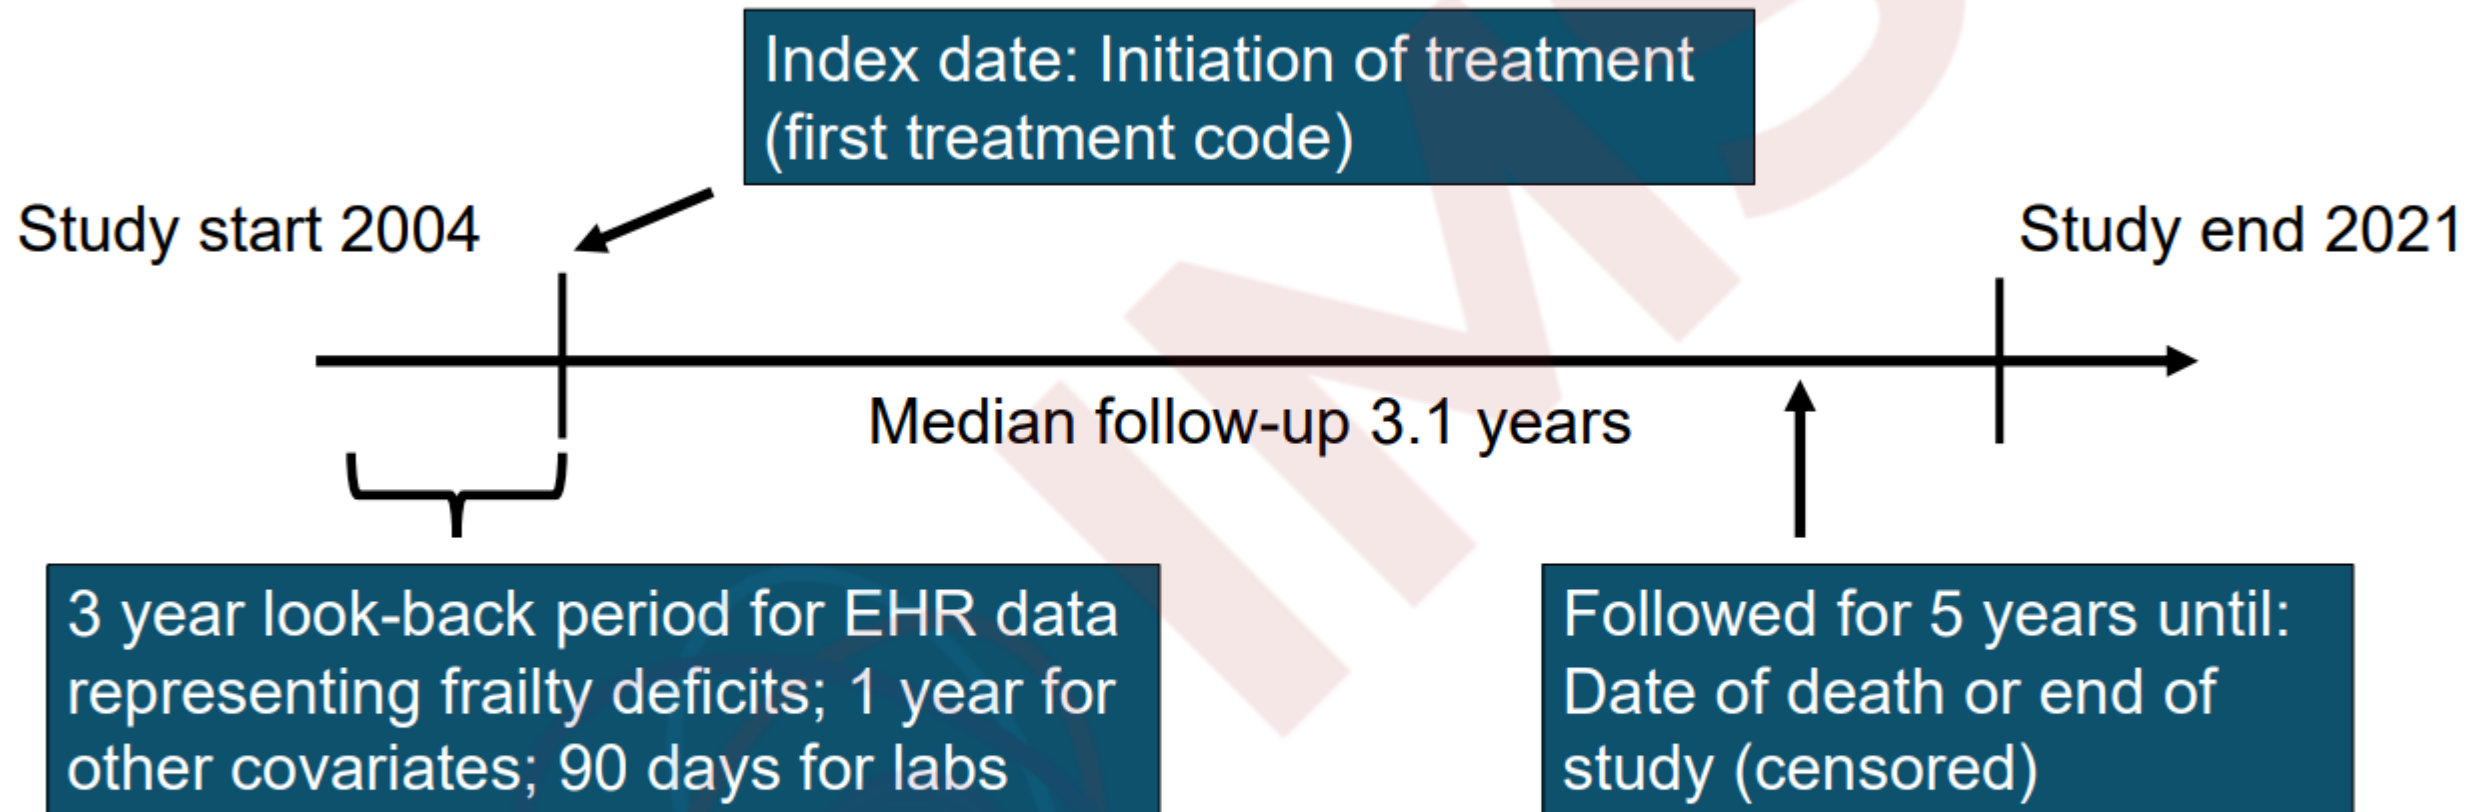 Index date: Initiation of treatment
(first treatment code)
Study start 2004
Study end 2021
Median follow-up 3.1 years
3 year look-back period for EHR data
representing frailty deficits; 1 year for
other covariates; 90 days for labs
Followed for 5 years until:
Date of death or end of
study (censored)
IMS